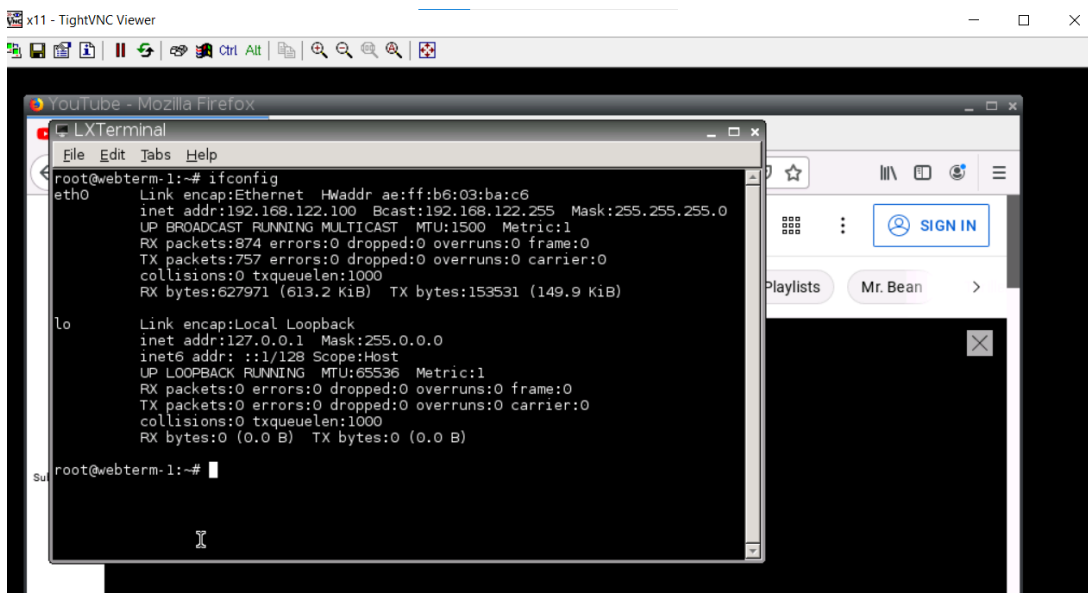 x11 - TightVNC Viewer
Ctrl Alt
YouTube - Mozilla Firefox
LXTerminal
File Edit Tabs Help
root@webterm-1:~# ifconfig
eth0 Link encap:Ethernet HWaddr ae:ff:b6:03:ba:c6
inet addr:192.168.122.100 Bcast:192.168.122.255 Mask:255.255.255.0
UP BROADCAST RUNNING MULTICAST MTU:1500 Metric:1
RX packets:874 errors:0 dropped:0 overruns:0 frame:0
TX packets:757 errors:0 dropped:0 overruns:0 carrier:0
collisions:0 txqueuelen:1000
RX bytes:627971 (613.2 KiB) TX bytes:153531 (149.9 KiB)
lo Link encap:Local Loopback
inet addr:127.0.0.1 Mask:255.0.0.0
inet6 addr: ::1/128 Scope:Host
UP LOOPBACK RUNNING MTU:65536 Metric:1
RX packets:0 errors:0 dropped:0 overruns:0 frame:0
TX packets:0 errors:0 dropped:0 overruns:0 carrier:0
collisions:0 txqueuelen:1000
RX bytes:0 (0.0 B) TX bytes:0 (0.0 B)
root@webterm-1:~#
SIGN IN
Playlists
Mr. Bean